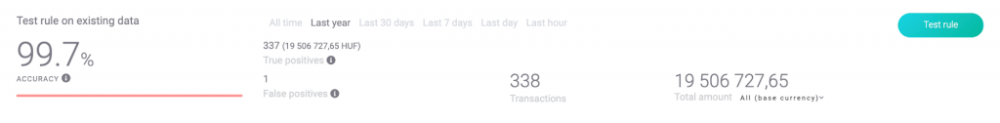 Test rule on existing data
All time Last year Last 30 days Last 7 days Last day Last hour
Test rule
99.7%
ACCURACY
337 (19 506 727,65 HUF)
True positives
1
False positives
338
Transactions
19 506 727,65
Total amount All (base currency)